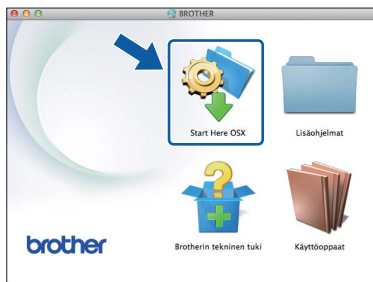 BROTHER
Start Here OSX
Lisäohjelmat
Brotherin tekninen tuki
Käyttöoppaat
brother